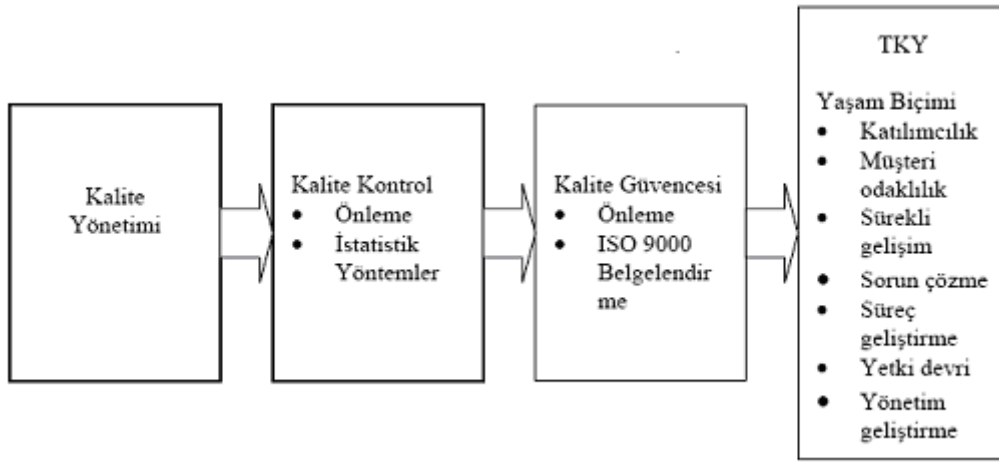 Kalite
Yönetimi
Kalite Kontrol
● Önleme
● İstatistik
Yöntemler
Kalite Güvencesi
● Önleme
● ISO 9000
Belgelendir
me
TKY
Yaşam Biçimi
● Katılımcılık
● Müşteri
odaklılık
● Sürekli
gelişim
● Sorun çözme
● Süreç
geliştirme
● Yetki devri
● Yönetim
geliştirme